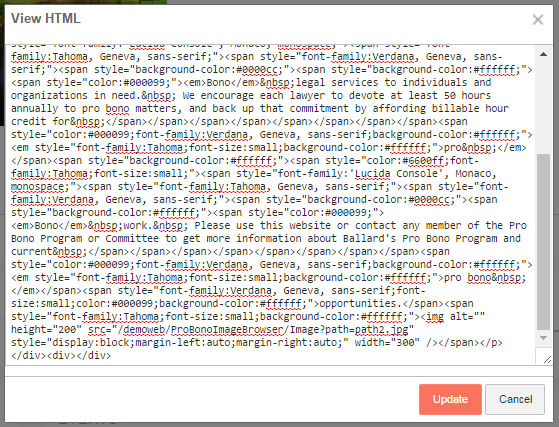 View HTML
×
style="font-family:'Lucida Console', Monaco, monospace;"><span style="font-
family:Tahoma, Geneva, sans-serif;"><span style="font-family:Verdana, Geneva, sans-
serif;"><span style="background-color:#0000cc;"><span style="background-color:#ffffff;">
<span style="color:#000099;"><em>Bono</em>&nbsp;legal services to individuals and
organizations in need.&nbsp; We encourage each lawyer to devote at least 50 hours
annually to pro bono matters, and back up that commitment by affording billable hour
credit for&nbsp;</span></span></span></span></span></span></span></span><span
style="color:#000099;font-family:Verdana, Geneva, sans-serif;background-color:#ffffff;">
<em style="font-family:Tahoma;font-size:small;background-color:#ffffff;">pro&nbsp;</em>
</span><span style="background-color:#ffffff;"><span style="color:#6600ff;font-
family:Tahoma;font-size:small;"><span style="font-family:'Lucida Console', Monaco,
monospace;"><span style="font-family:Tahoma, Geneva, sans-serif;"><span style="font-
family:Verdana, Geneva, sans-serif;"><span style="background-color:#0000cc;"><span
style="background-color:#ffffff;"><span style="color:#000099;">
<em>Bono</em>&nbsp;work.&nbsp; Please use this website or contact any member of the Pro
Bono Program or Committee to get more information about Ballard's Pro Bono Program and
current&nbsp;</span></span></span></span></span></span></span></span><span
style="color:#000099;font-family:Verdana, Geneva, sans-serif;background-color:#ffffff;">
<em style="font-family:Tahoma;font-size:small;background-color:#ffffff;">pro bono&nbsp;
</em></span><span style="font-family:Verdana, Geneva, sans-serif;font-
size:small;color:#000099;background-color:#ffffff;">opportunities.</span><span
style="font-family:Tahoma;font-size:small;background-color:#ffffff;"><img alt=""
height="200" src="/demoweb/ProBonoImageBrowser/Image?path=path2.jpg"
style="display:block;margin-left:auto;margin-right:auto;" width="300" /></span></p>
</div><div></div>
Update Cancel